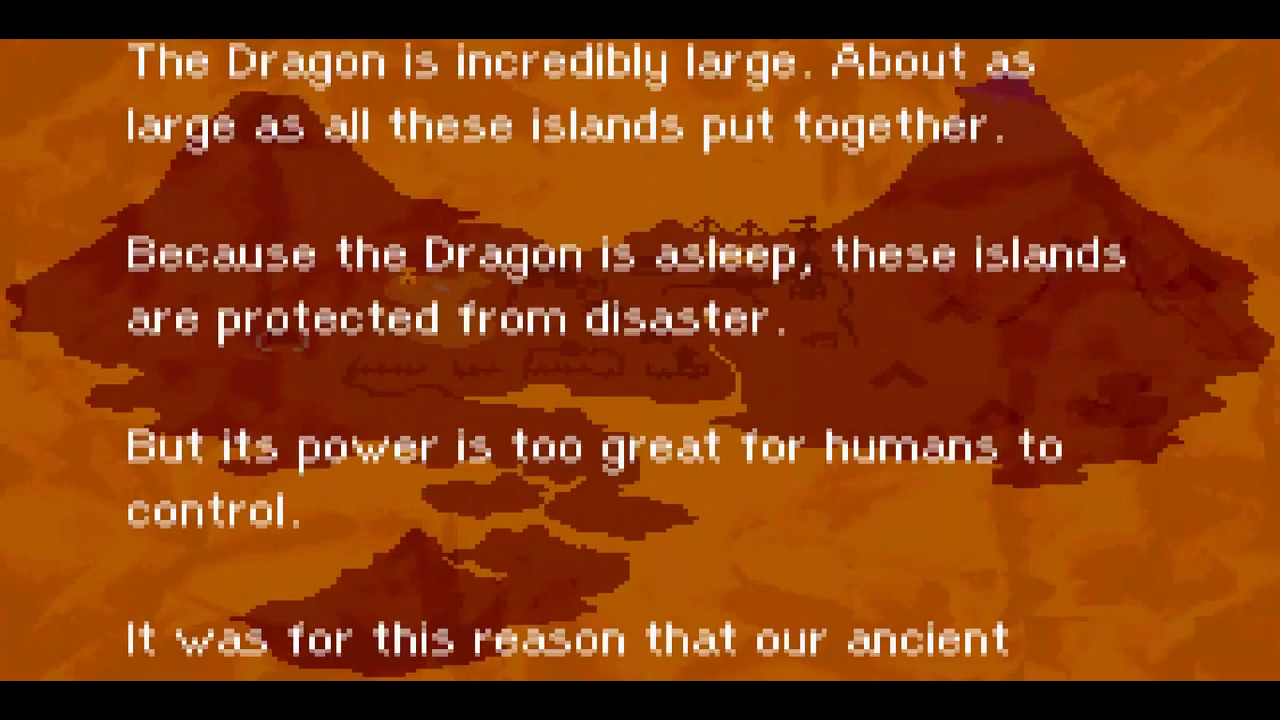 The Dragon is incredibly large. About as
large as all these islands put together.
Because the Dragon is asleep, these islands
are protected from disaster.
But its power is too great for humans to
control.
It was for this reason that our ancient